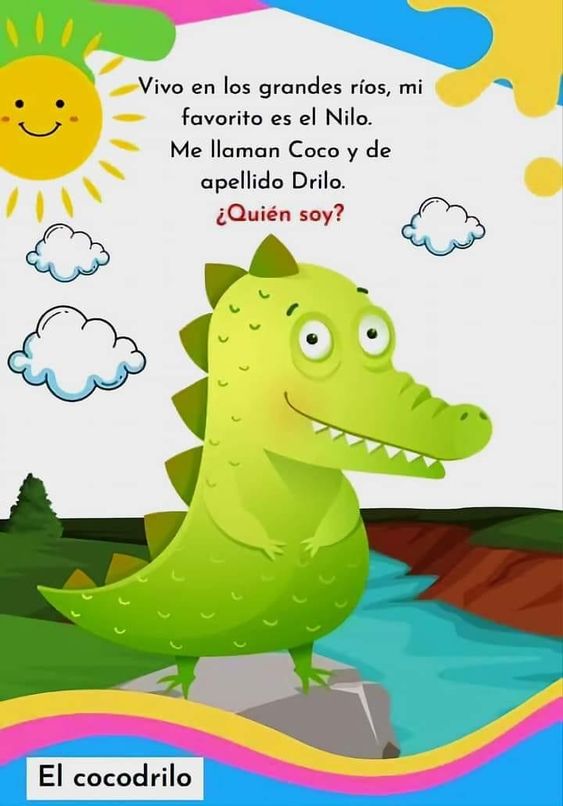 Vivo en los grandes ríos, mi
favorito es el Nilo.
Me llaman Coco y de
apellido Drilo.
¿Quién soy?
El cocodrilo